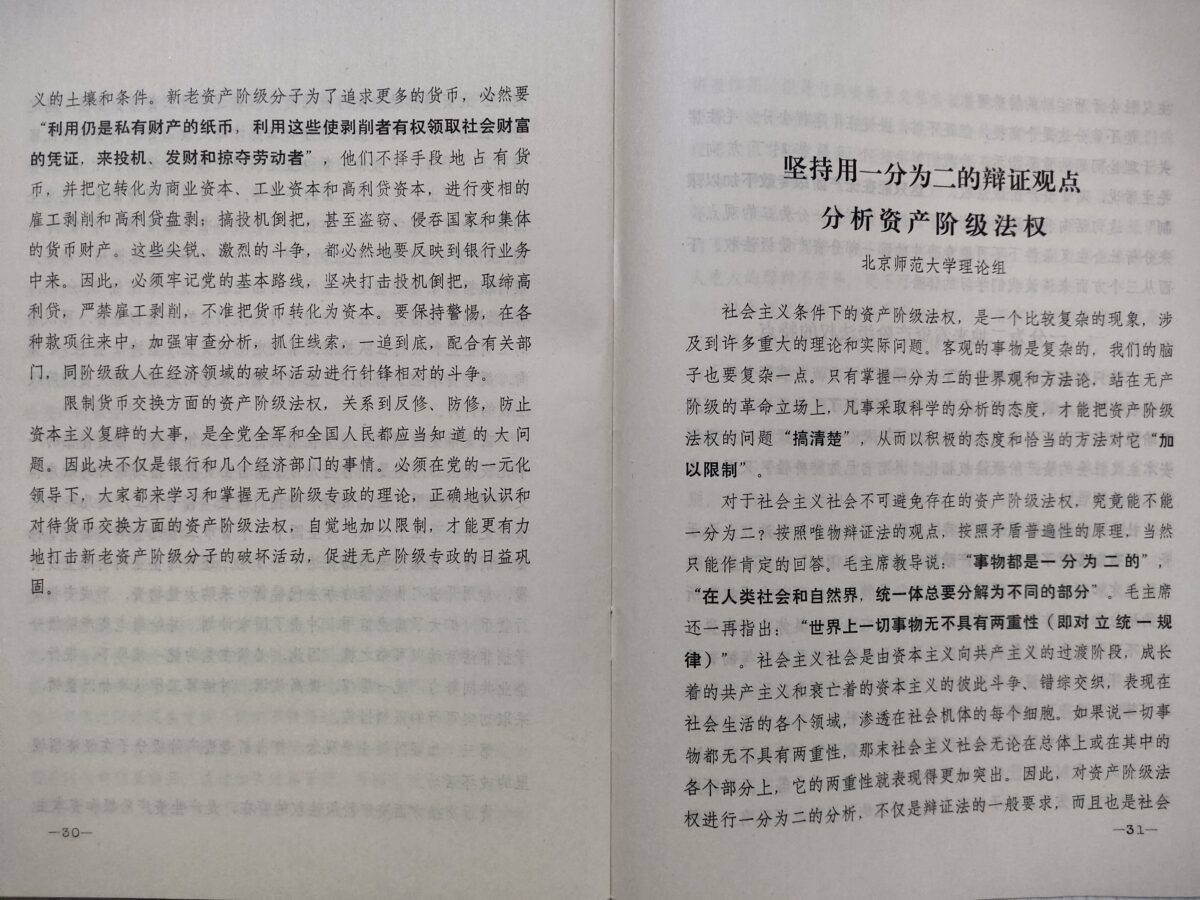 义的土壤和条件。新老资产阶级分子为了追求更多的货币，必然要
“利用仍是私有财产的纸币，利用这些使剥削者有权领取社会财富
的凭证，来投机、发财和掠夺劳动者”，他们不择手段地占有货
币，并把它转化为商业资本、工业资本和高利贷资本，进行变相的
雇工剥削和高利贷盘剥；搞投机倒把，甚至盗窃、侵吞国家和集体
的货币财产。这些尖锐、激烈的斗争，都必然地要反映到银行业务
中来。因此，必须牢记党的基本路线，坚决打击投机倒把，取缔高
利贷，严禁雇工剥削，不准把货币转化为资本。要保持警惕，在各
种款项往来中，加强审查分析，抓住线索，一追到底，配合有关部
门，同阶级敌人在经济领域的破坏活动进行针锋相对的斗争。
限制货币交换方面的资产阶级法权，关系到反修、防修，防止
资本主义复辟的大事，是全党全军和全国人民都应当知道的大问
题。因此决不仅是银行和几个经济部门的事情。必须在党的一元化
领导下，大家都来学习和掌握无产阶级专政的理论，正确地认识和
对待货币交换方面的资产阶级法权，自觉地加以限制，才能更有力
地打击新老资产阶级分子的破坏活动，促进无产阶级专政的日益巩
固。
—30—
坚持用一分为二的辩证观点
分析资产阶级法权
北京师范大学理论组
社会主义条件下的资产阶级法权，是一个比较复杂的现象，涉
及到许多重大的理论和实际问题。客观的事物是复杂的，我们的脑
子也要复杂一点。只有掌握一分为二的世界观和方法论，站在无产
阶级的革命立场上，凡事采取科学的分析的态度，才能把资产阶级
法权的问题“搞清楚”，从而以积极的态度和恰当的方法对它“加
以限制”。
对于社会主义社会不可避免存在的资产阶级法权，究竟能不能
一分为二？按照唯物辩证法的观点，按照矛盾普遍性的原理，当然
只能作肯定的回答。毛主席教导说：“事物都是一分为二的”，
“在人类社会和自然界，统一体总要分解为不同的部分”。毛主席
还一再指出：“世界上一切事物无不具有两重性（即对立统一规
律）”。社会主义社会是由资本主义向共产主义的过渡阶段，成长
着的共产主义和衰亡着的资本主义的彼此斗争、错综交织，表现在
社会生活的各个领域，渗透在社会机体的每个细胞。如果说一切事
物都无不具有两重性，那末社会主义社会无论在总体上或在其中的
各个部分上，它的两重性就表现得更加突出。因此，对资产阶级法
权进行一分为二的分析，不仅是辩证法的一般要求，而且也是社会
—31—